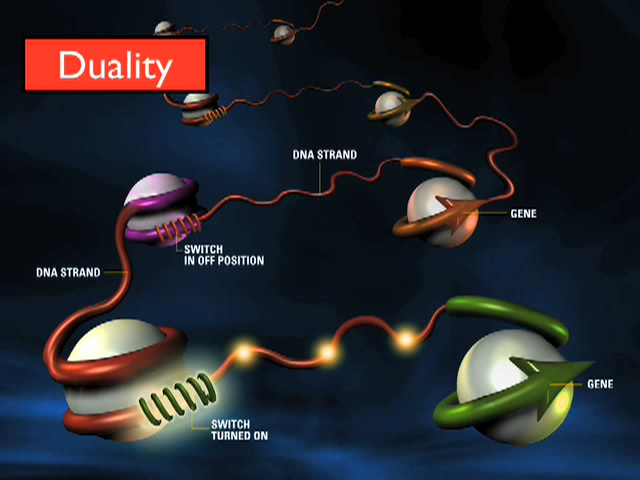 Duality
DNA STRAND
GENE
SWITCH
IN OFF POSITION
DNA STRAND
GENE
SWITCH
TURNED ON